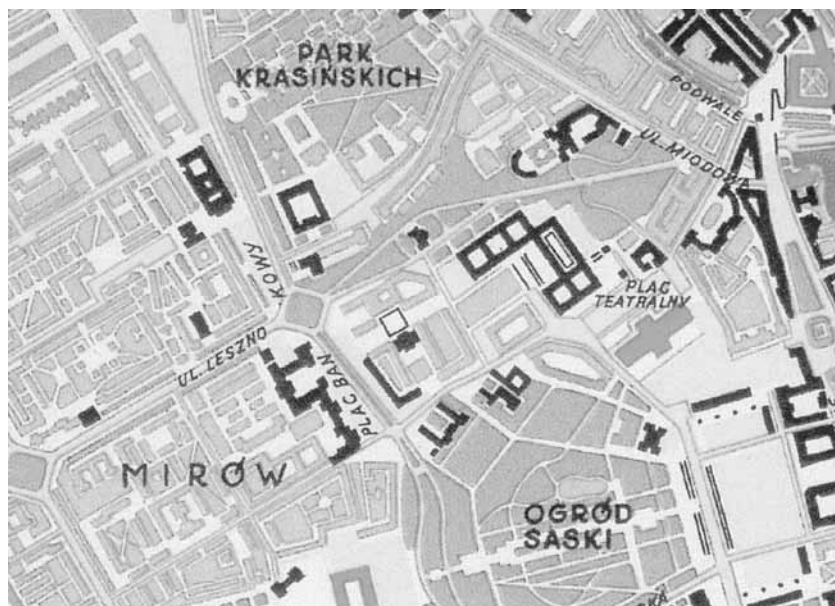 PARK
KRASIŃSKICH
PODWALE
UL. MIODOWA
PLAC
TEATRALNY
KOWY
UL. LESZNO
PLAC BAN
MIRÓW
OGRÓD
SASKI